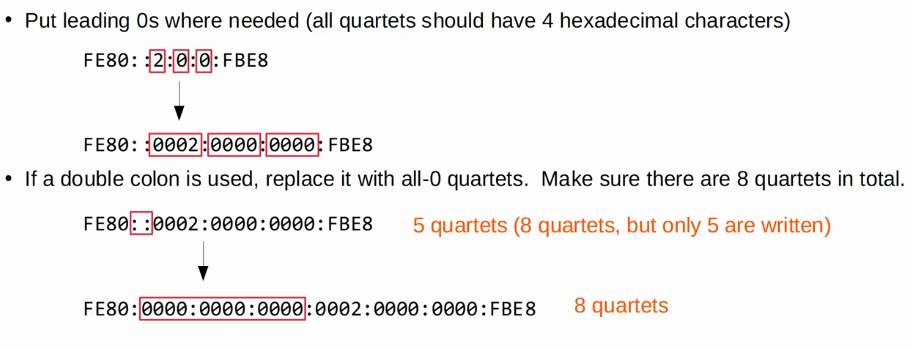 • Put leading 0s where needed (all quartets should have 4 hexadecimal characters)
FE80::2:0:0:FBE8
FE80::0002:0000:0000:FBE8
• If a double colon is used, replace it with all-0 quartets. Make sure there are 8 quartets in total.
FE80::0002:0000:0000:FBE8 5 quartets (8 quartets, but only 5 are written)
FE80:0000:0000:0000:0002:0000:0000:FBE8 8 quartets